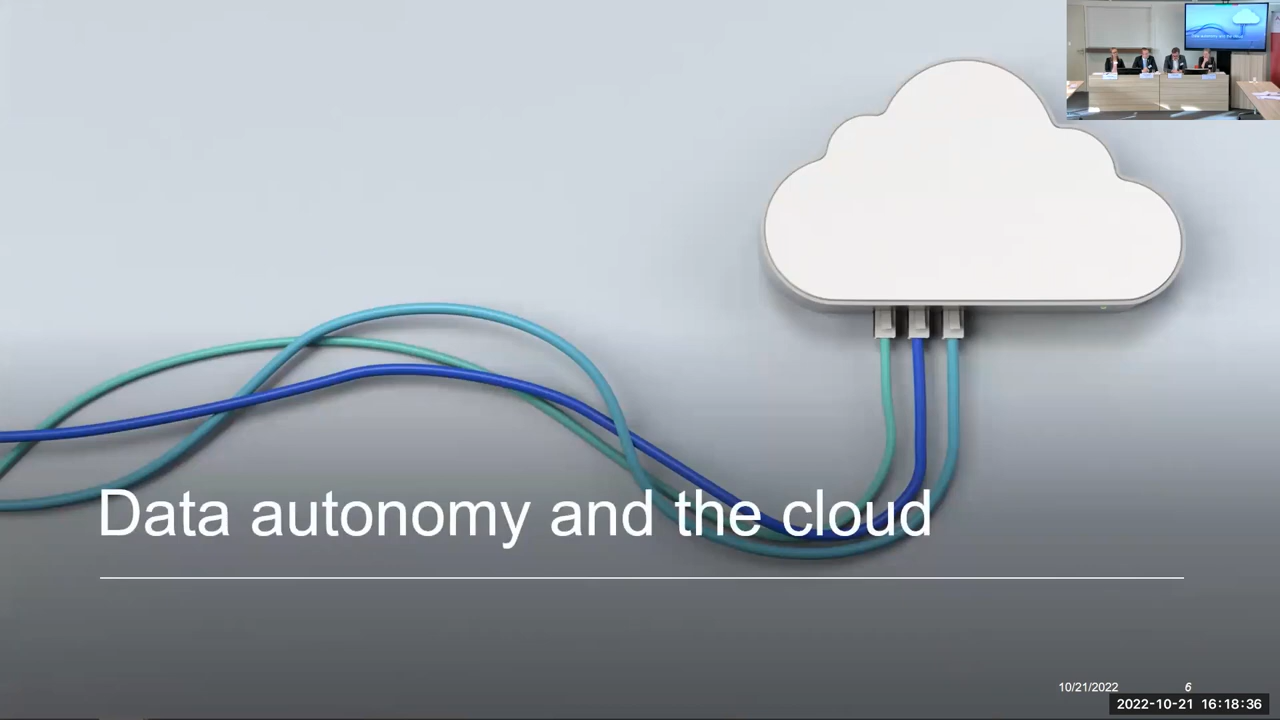 Data autonomy and the cloud
10/21/2022
6
2022-10-21 16:18:36